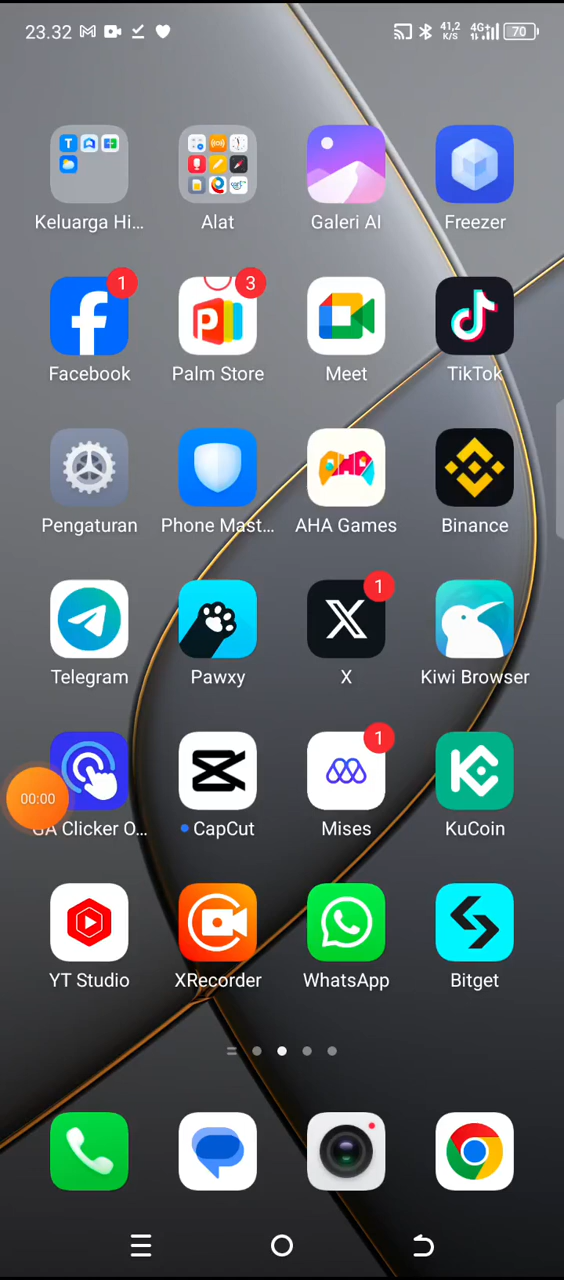 23.32 41,2 K/S 4G+ 70
Keluarga Hi... Alat Galeri AI Freezer
1 3
Facebook Palm Store Meet TikTok
Pengaturan Phone Mast... AHA Games Binance
1
Telegram Pawxy X Kiwi Browser
1
00:00
GA Clicker O... CapCut Mises KuCoin
YT Studio XRecorder WhatsApp Bitget